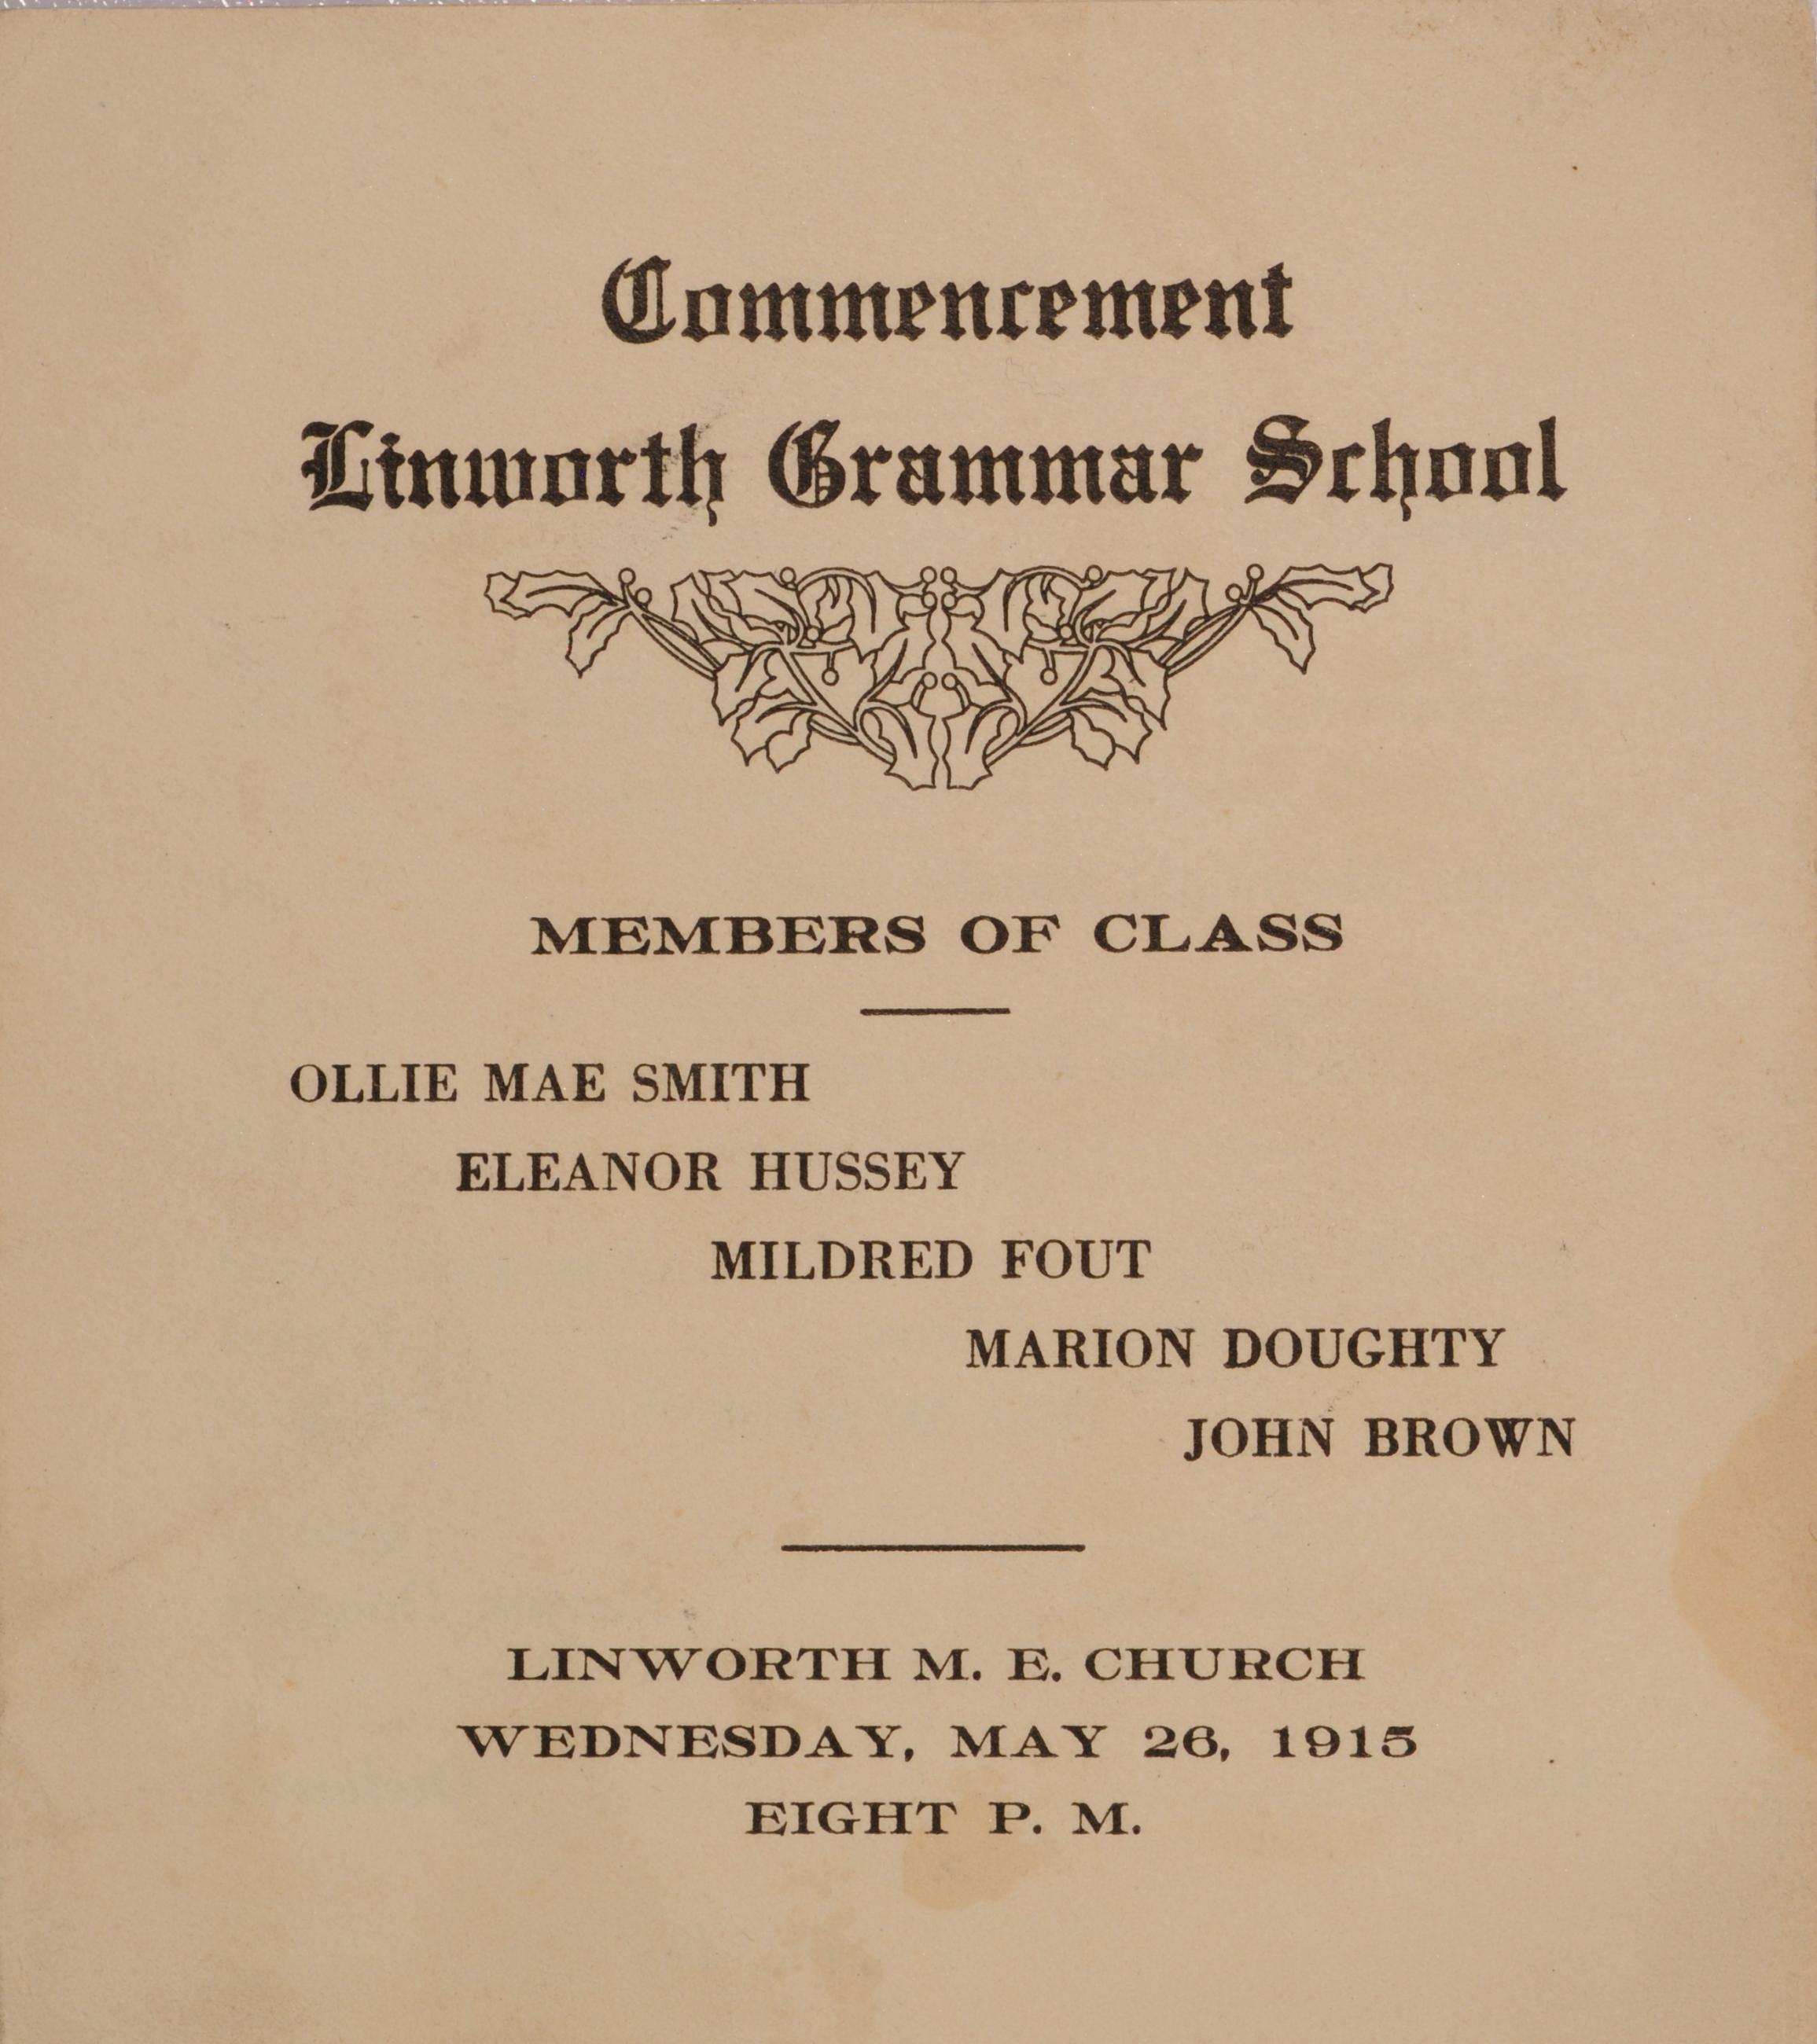 Commencement
Linworth Grammar School
MEMBERS OF CLASS
OLLIE MAE SMITH
ELEANOR HUSSEY
MILDRED FOUT
MARION DOUGHTY
JOHN BROWN
LINWORTH M. E. CHURCH
WEDNESDAY, MAY 26, 1915
EIGHT P. M.